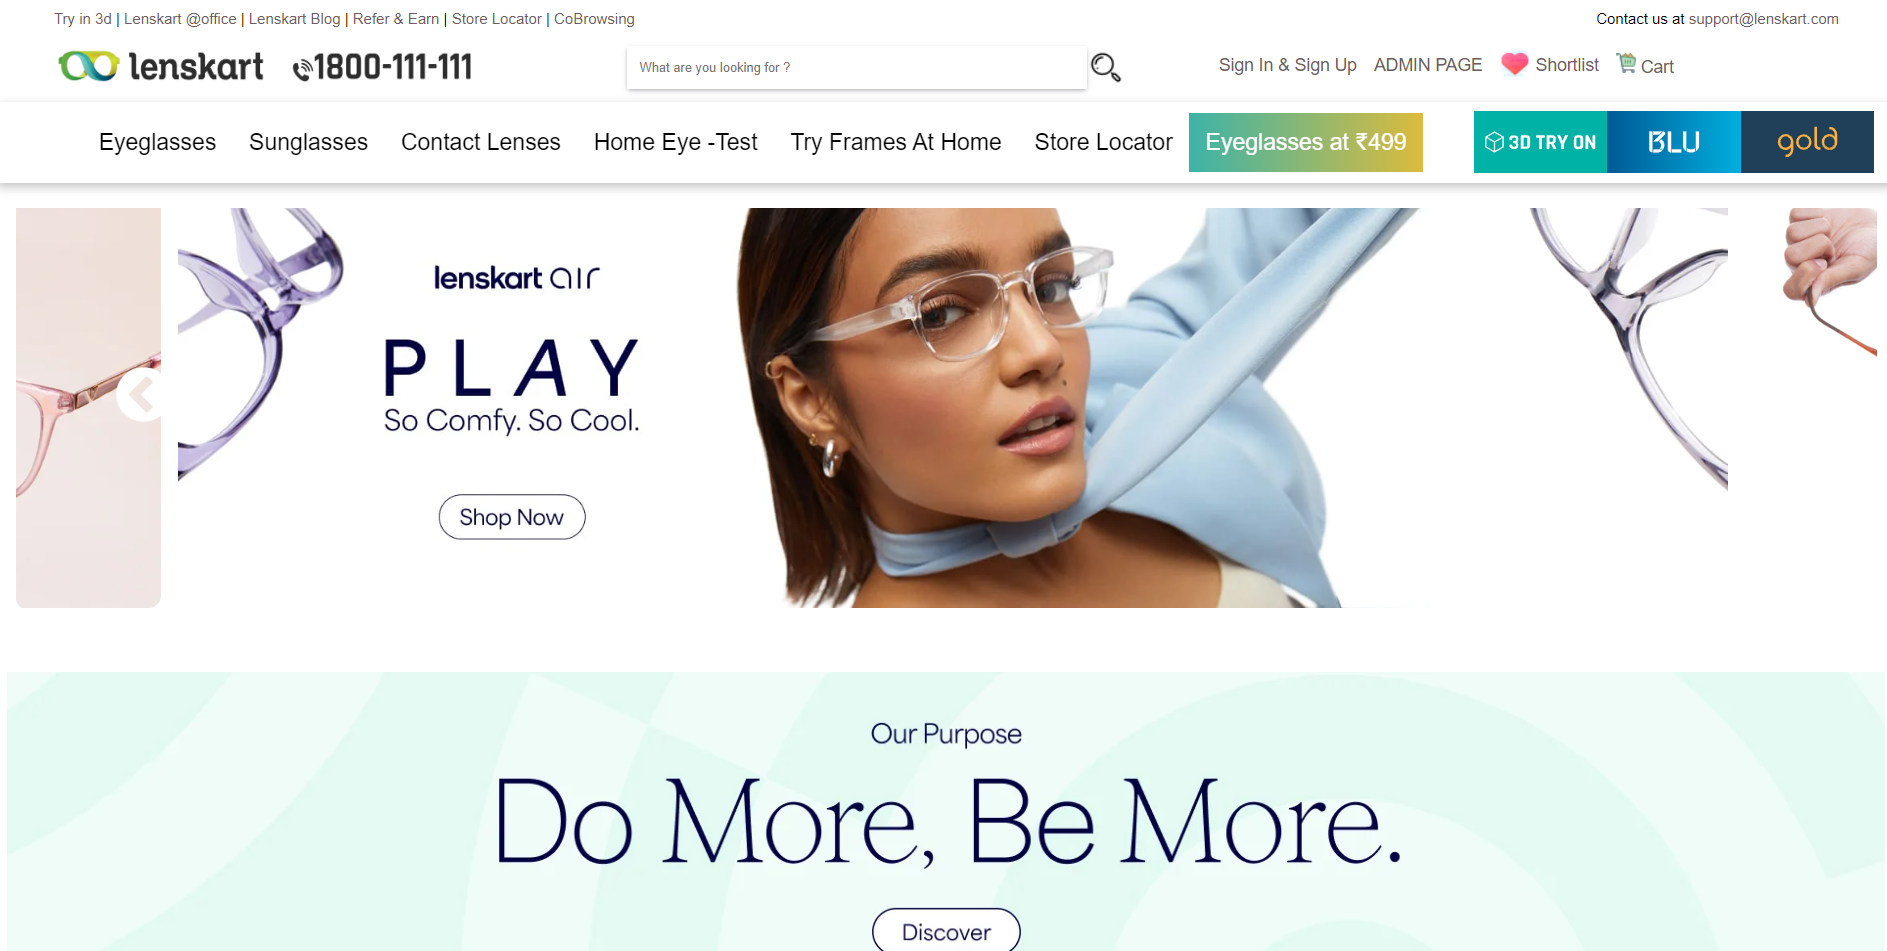 Try in 3d | Lenskart @office | Lenskart Blog | Refer & Earn | Store Locator | CoBrowsing
Contact us at support@lenskart.com
lenskart 1800-111-111
What are you looking for ?
Sign In & Sign Up ADMIN PAGE Shortlist Cart
Eyeglasses Sunglasses Contact Lenses Home Eye -Test Try Frames At Home Store Locator Eyeglasses at ₹499 3D TRY ON BLU gold
lenskart air
PLAY
So Comfy. So Cool.
Shop Now
Our Purpose
Do More, Be More.
Discover